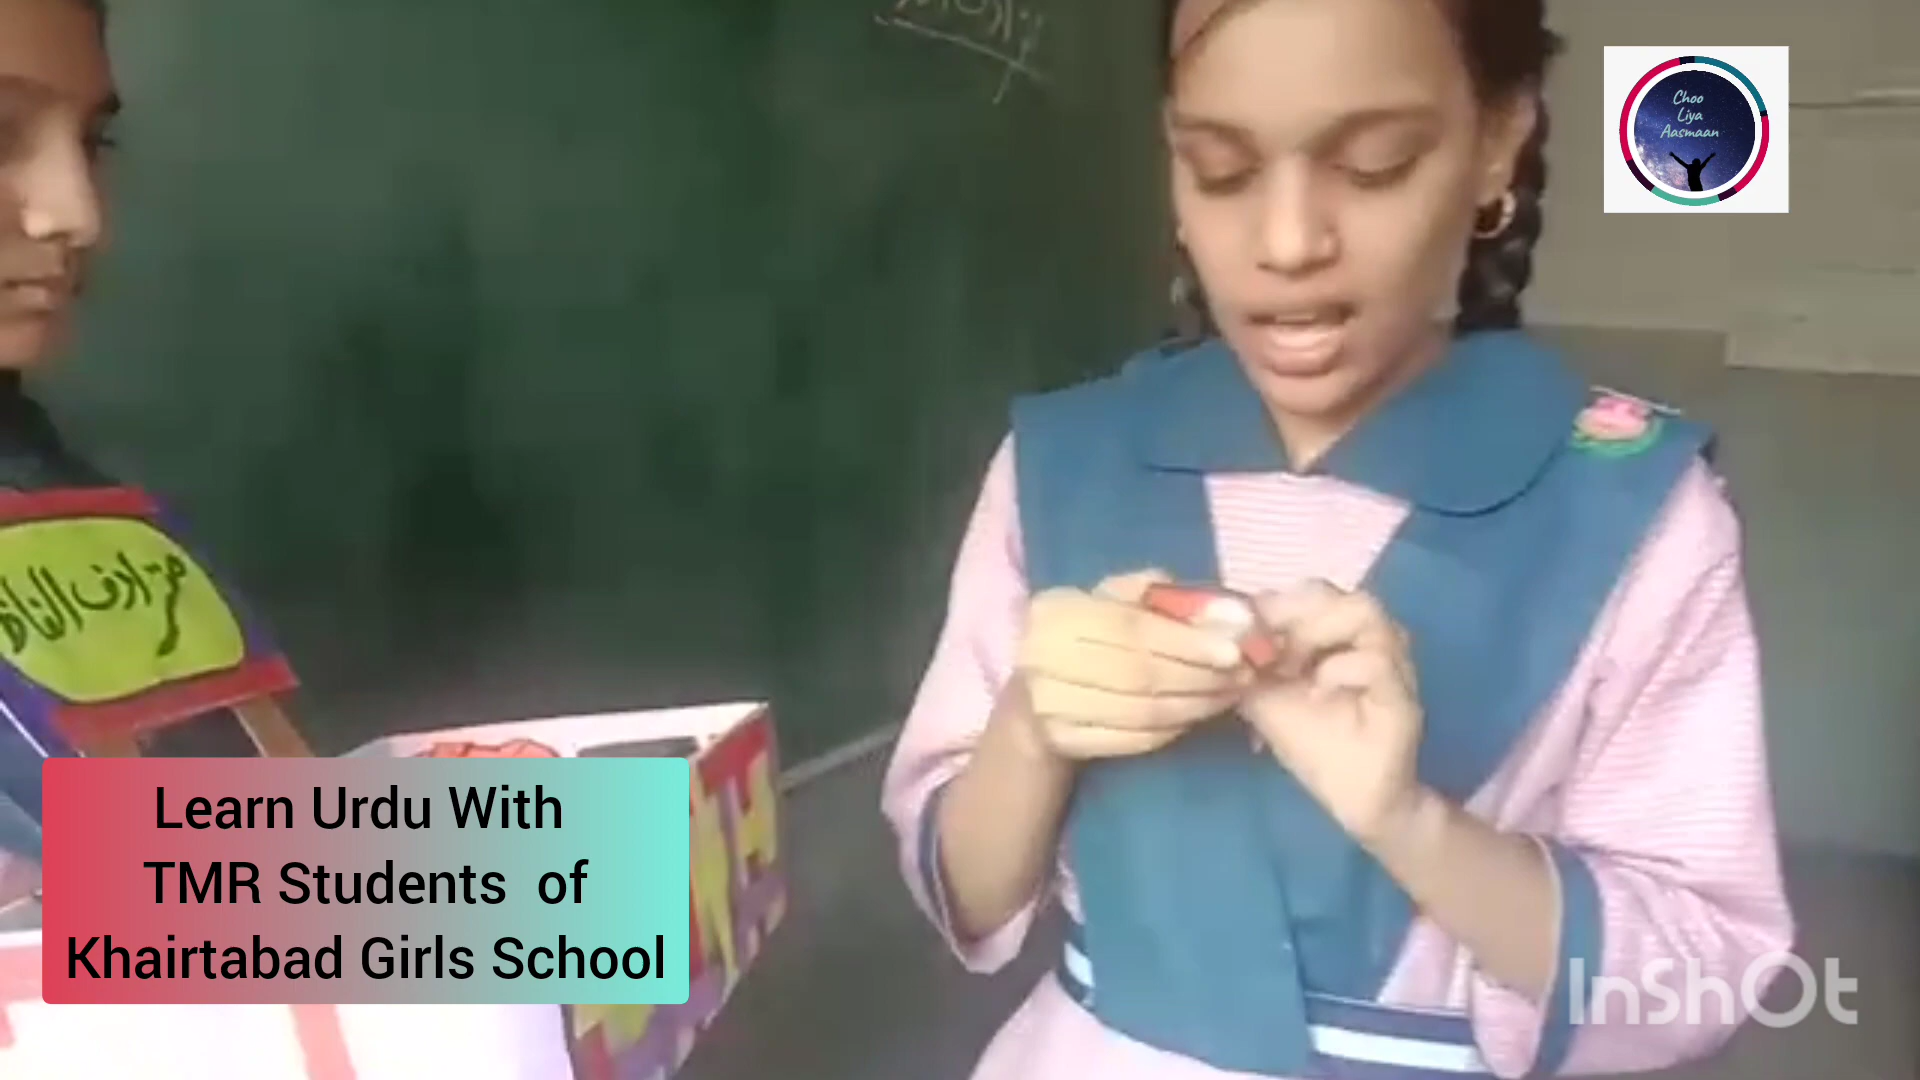 Choo
Liya
Aasmaan
مترادف الفاظ
Learn Urdu With
TMR Students of
Khairtabad Girls School
InShOt